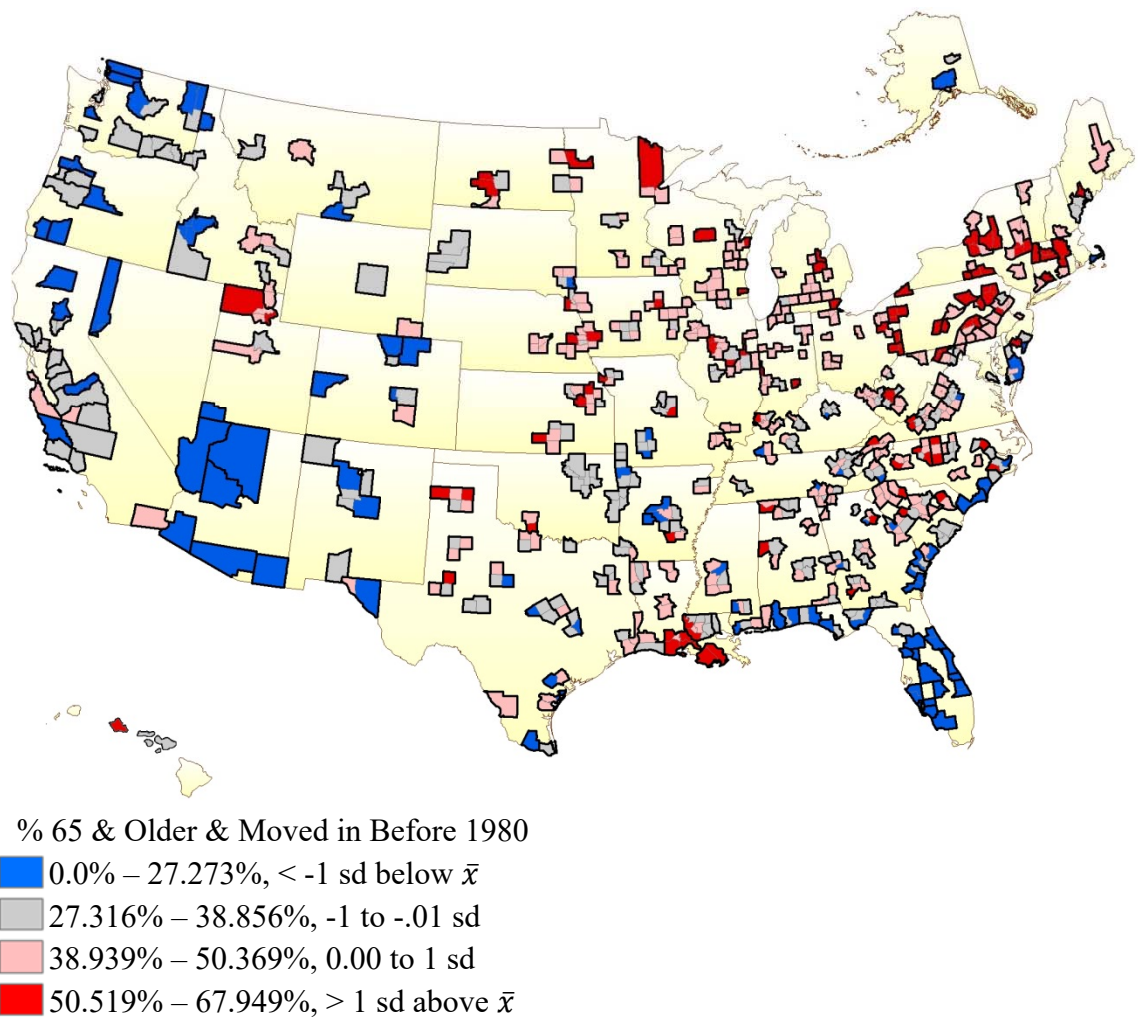 % 65 & Older & Moved in Before 1980
0.0% – 27.273%, < -1 sd below x̄
27.316% – 38.856%, -1 to -.01 sd
38.939% – 50.369%, 0.00 to 1 sd
50.519% – 67.949%, > 1 sd above x̄